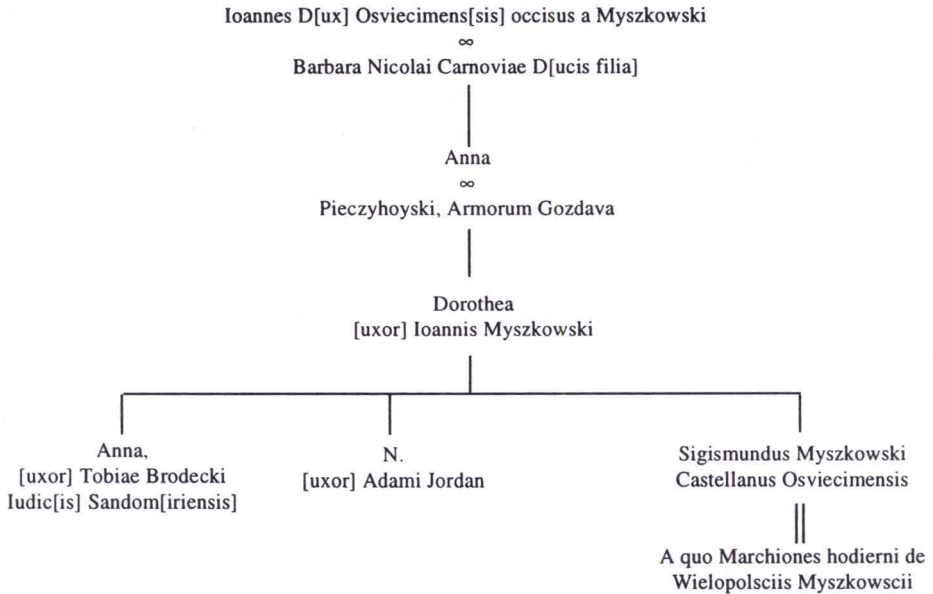 Ioannes D[ux] Osviecimens[sis] occisus a Myszkowski
∞
Barbara Nicolai Carnoviae D[ucis filia]
Anna
∞
Pieczyhoyski, Armorum Gozdava
Dorothea
[uxor] Ioannis Myszkowski
Anna,
[uxor] Tobiae Brodecki
Iudic[is] Sandom[iriensis]
N.
[uxor] Adami Jordan
Sigismundus Myszkowski
Castellanus Osviecimensis
A quo Marchiones hodierni de
Wielopolsciis Myszkowscii